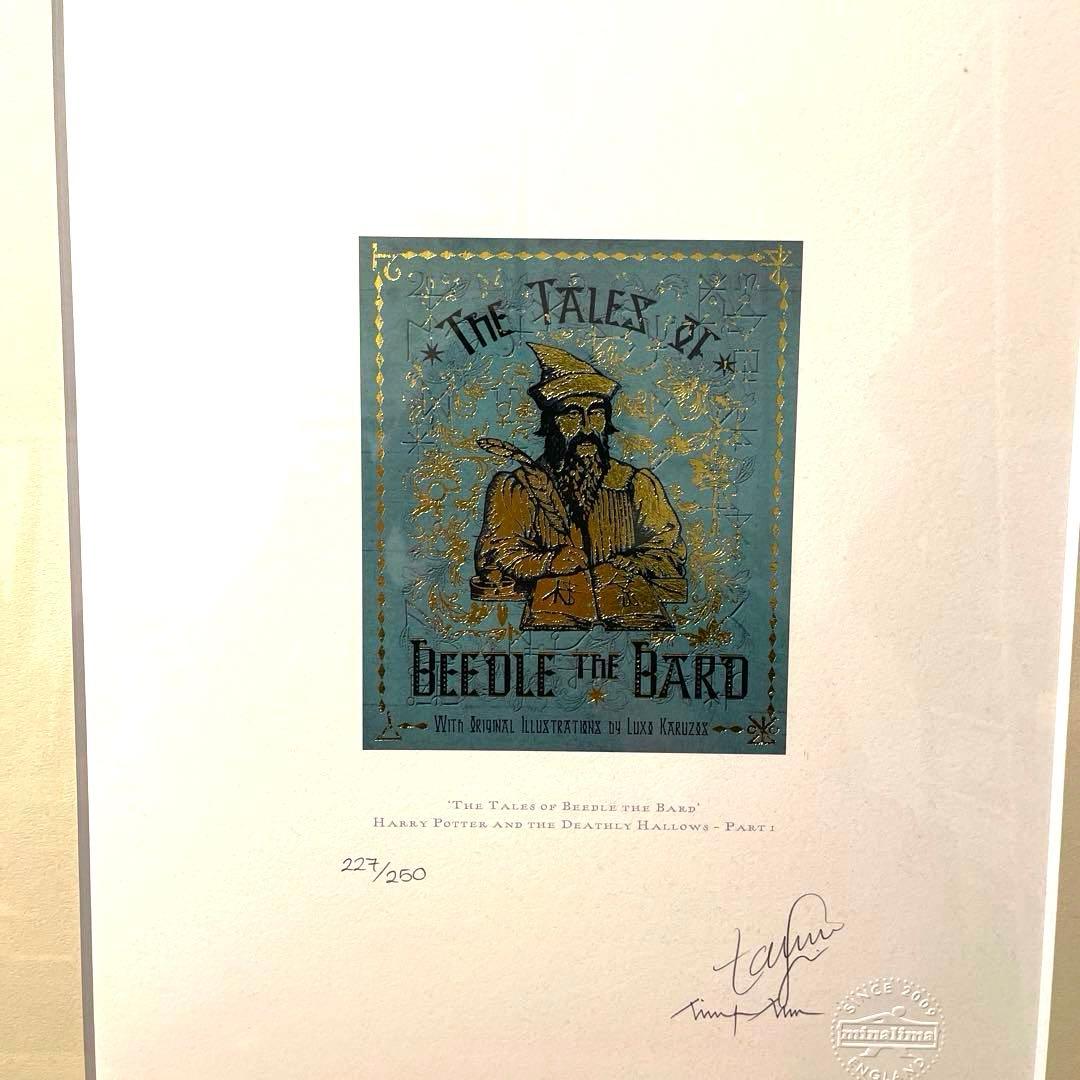 THE TALES OF
BEEDLE THE BARD
WITH ORIGINAL ILLUSTRATIONS BY LUXO KARUZOS
'THE TALES OF BEEDLE THE BARD'
HARRY POTTER AND THE DEATHLY HALLOWS - PART 1
227/250
SINCE 2009
minalima
ENGLAND